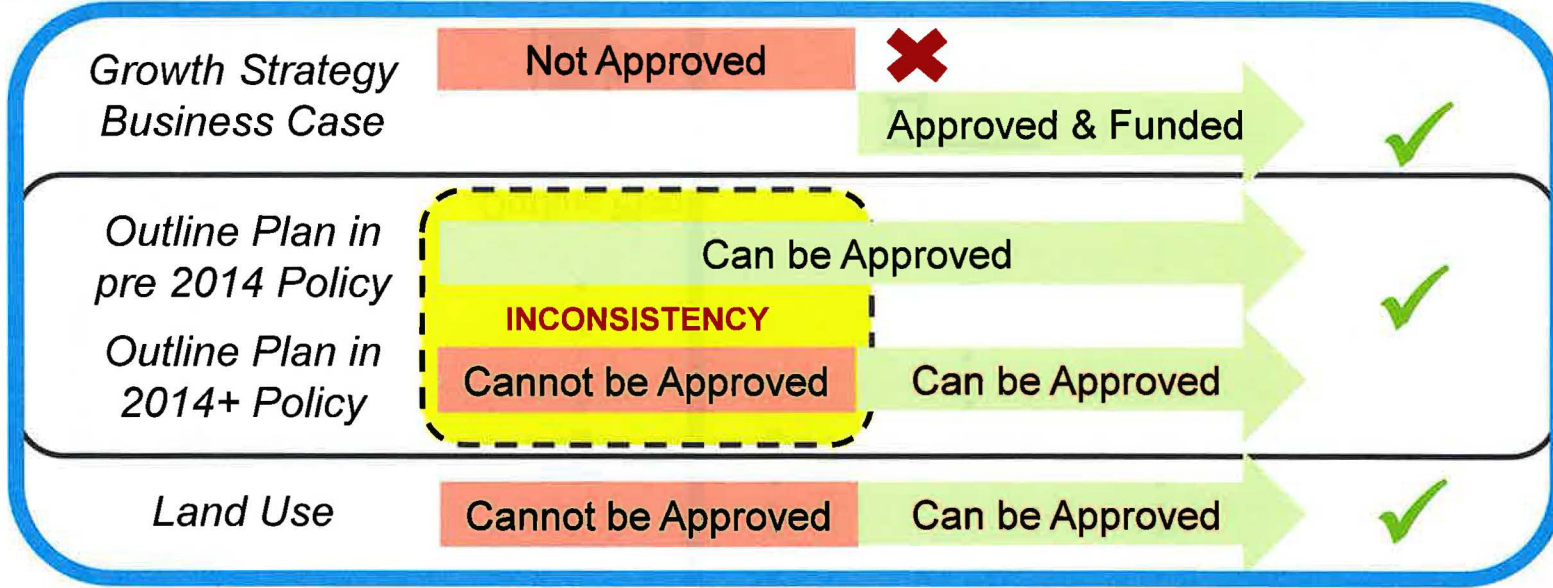 Growth Strategy
Business Case
Not Approved
Approved & Funded
Outline Plan in
pre 2014 Policy
Can be Approved
INCONSISTENCY
Outline Plan in
2014+ Policy
Cannot be Approved
Can be Approved
Land Use
Cannot be Approved
Can be Approved